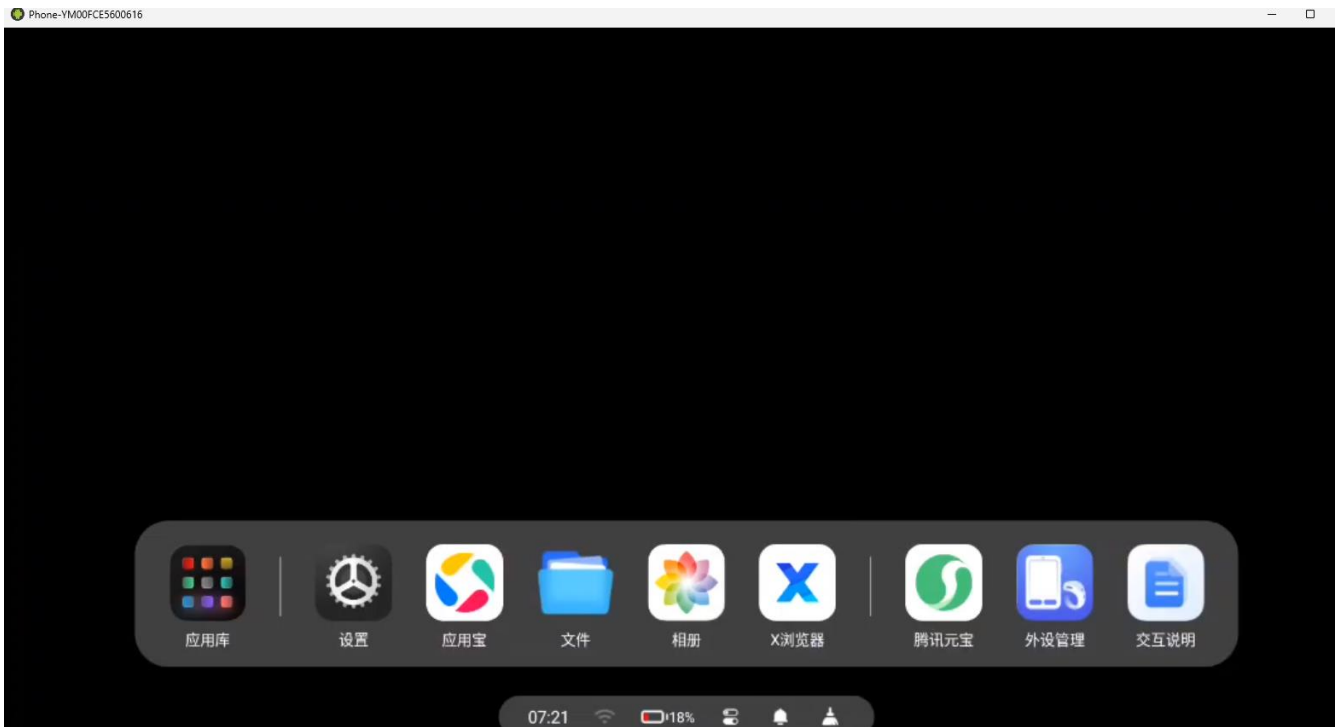 Phone-YM00FCE5600616
应用库
设置
应用宝
文件
相册
X浏览器
腾讯元宝
外设管理
交互说明
07:21
18%